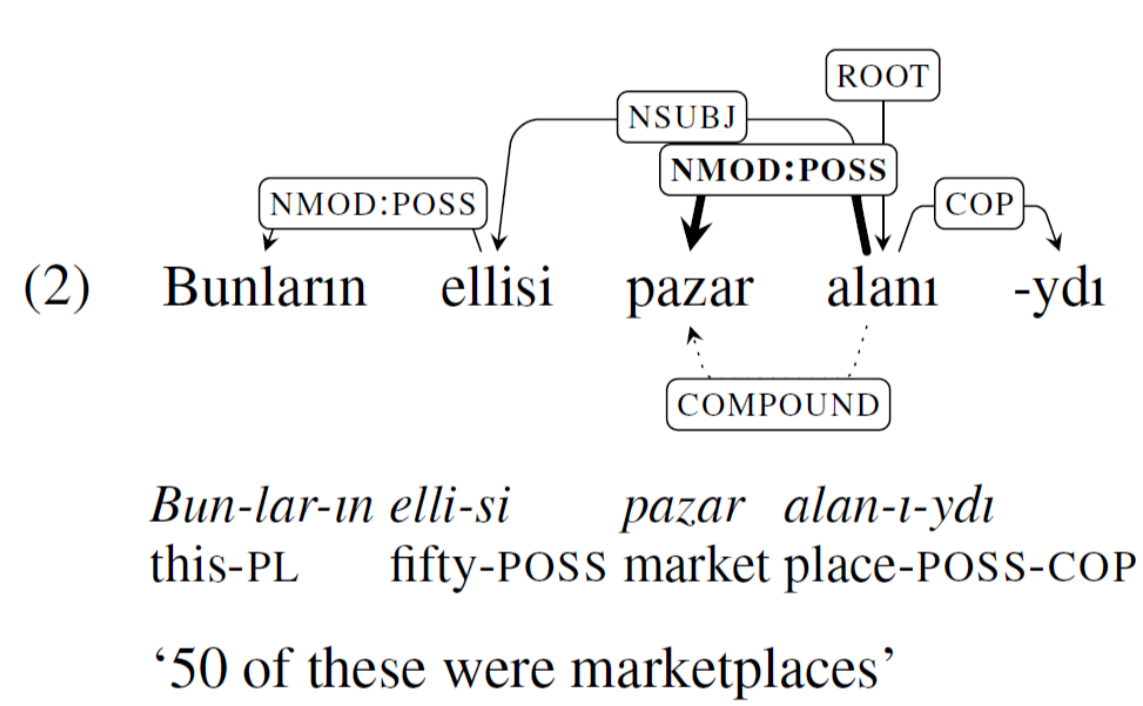 ROOT
NSUBJ
NMOD:POSS
NMOD:POSS COP
(2) Bunların ellisi pazar alanı -ydı
COMPOUND
Bun-lar-ın elli-si pazar alan-ı-ydı
this-PL fifty-POSS market place-POSS-COP
‘50 of these were marketplaces’